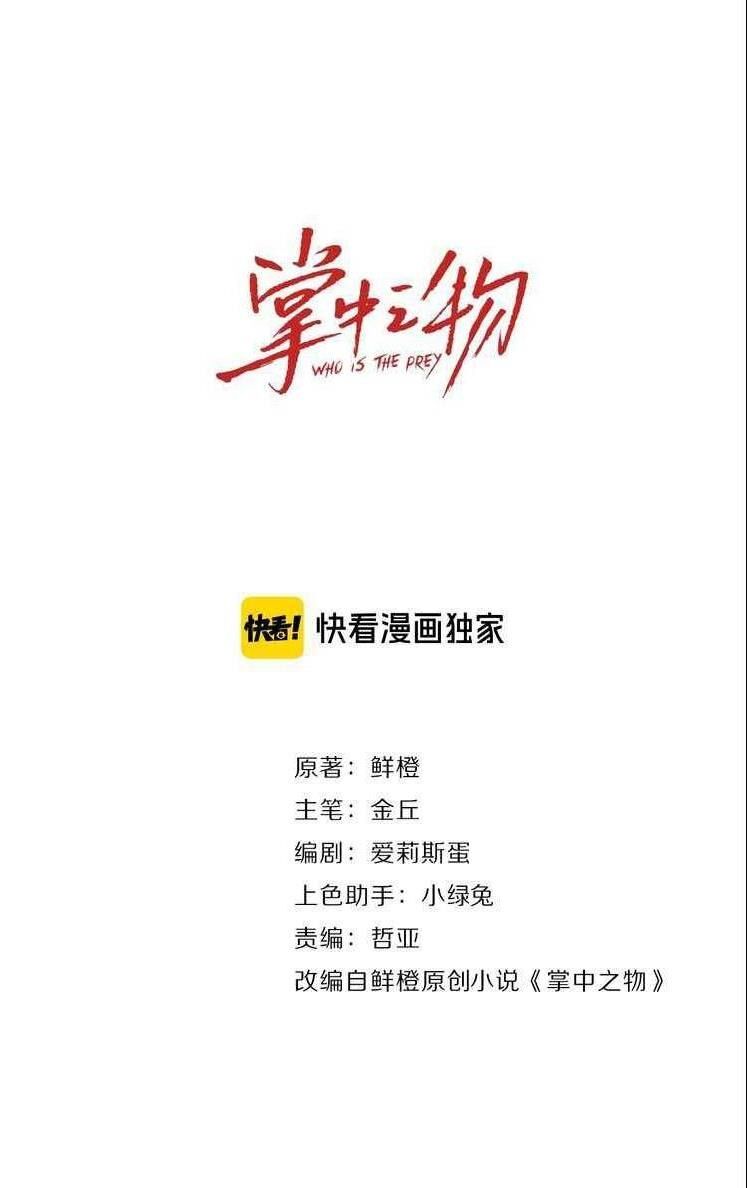 掌中之物
WHO IS THE PREY
快看! 快看漫画独家
原著：鲜橙
主笔：金丘
编剧：爱莉斯蛋
上色助手：小绿兔
责编：哲亚
改编自鲜橙原创小说《掌中之物》